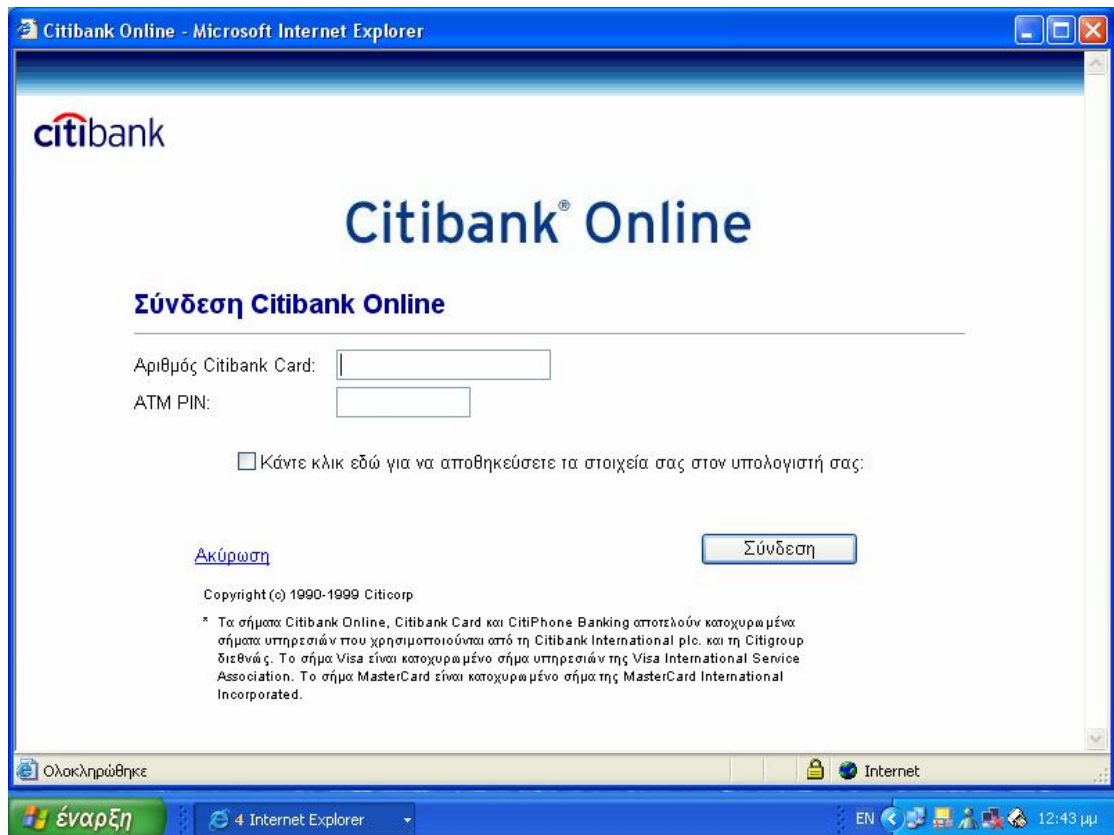 Citibank Online - Microsoft Internet Explorer
citibank
Citibank® Online
Σύνδεση Citibank Online
Αριθμός Citibank Card:
ATM PIN:
Κάντε κλικ εδώ για να αποθηκεύσετε τα στοιχεία σας στον υπολογιστή σας:
Ακύρωση
Σύνδεση
Copyright (c) 1990-1999 Citicorp
* Τα σήματα Citibank Online, Citibank Card και CitiPhone Banking αποτελούν κατοχυρωμένα
σήματα υπηρεσιών που χρησιμοποιούνται από τη Citibank International plc. και τη Citigroup
διεθνώς. Το σήμα Visa είναι κατοχυρωμένο σήμα υπηρεσιών της Visa International Service
Association. Το σήμα MasterCard είναι κατοχυρωμένο σήμα της MasterCard International
Incorporated.
Ολοκληρώθηκε
Internet
έναρξη
4 Internet Explorer
EN
12:43 μμ